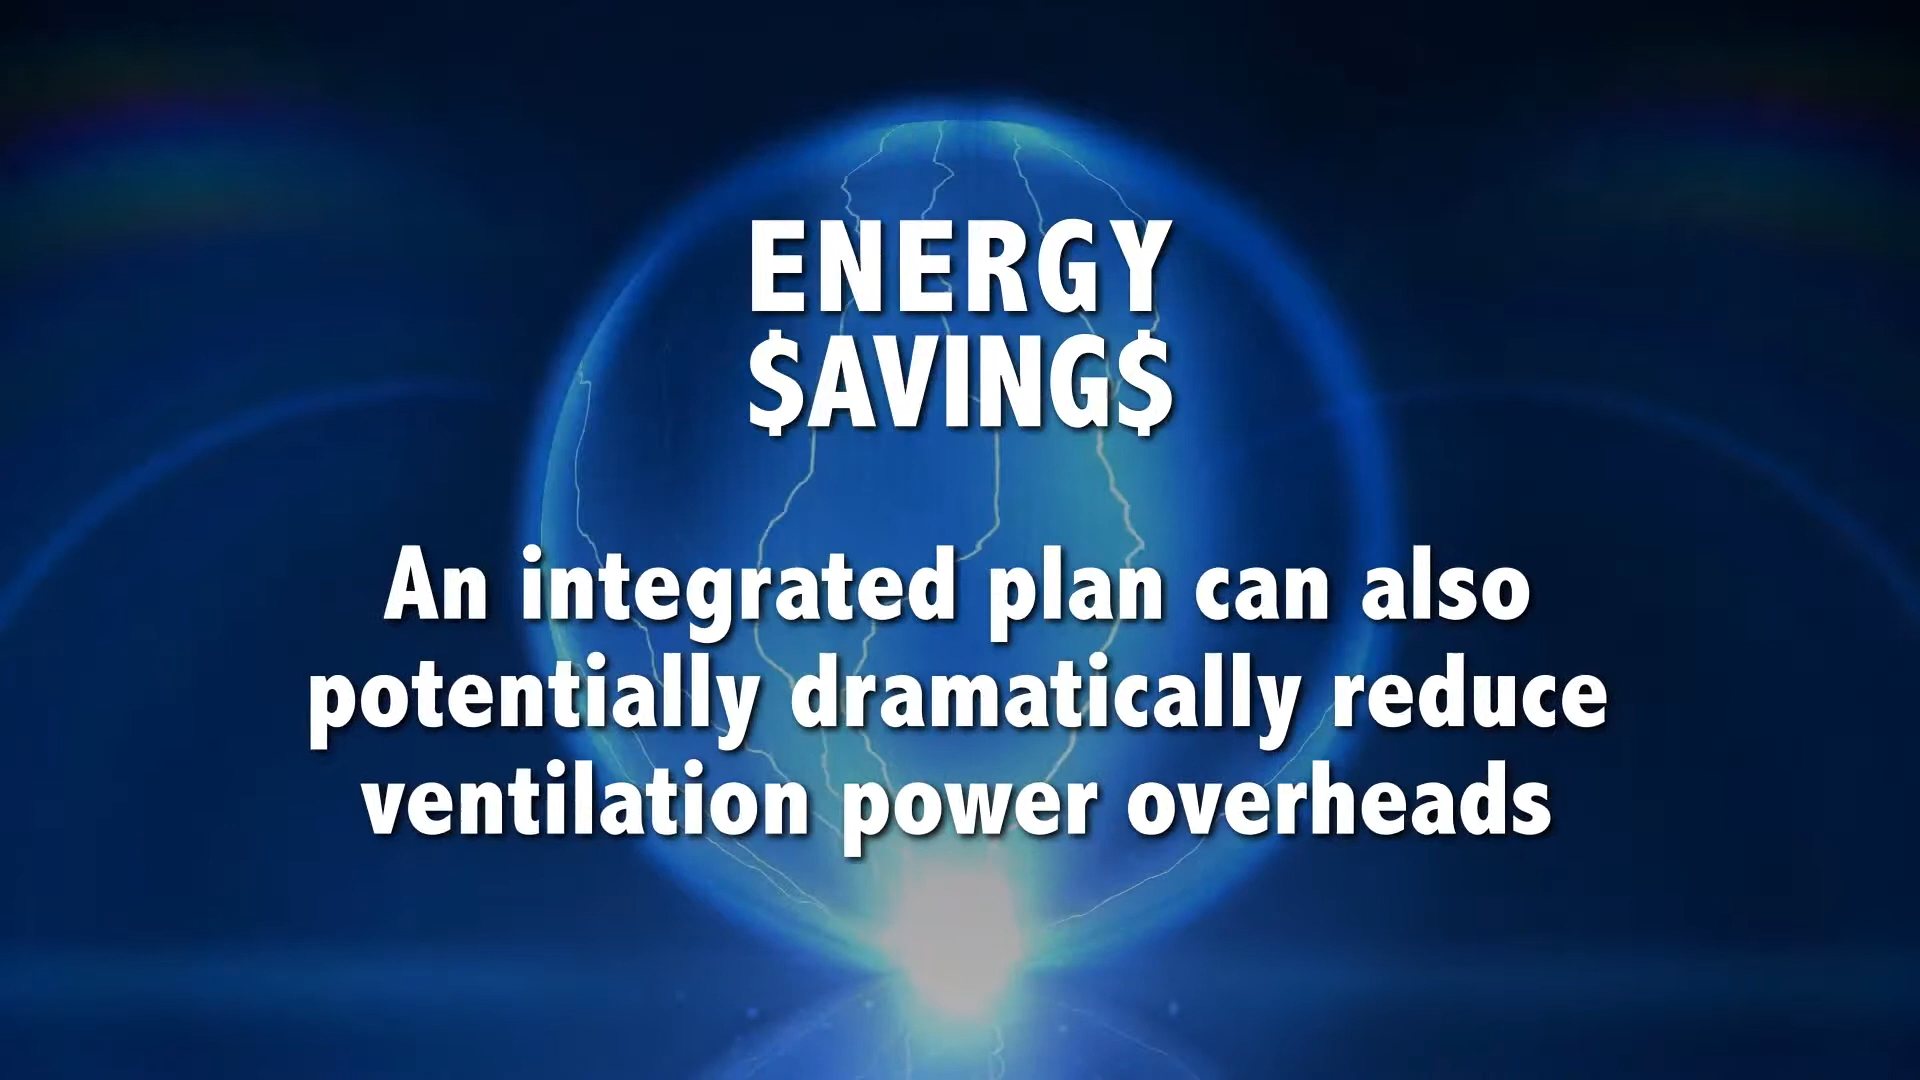 ENERGY
$AVING$
An integrated plan can also
potentially dramatically reduce
ventilation power overheads